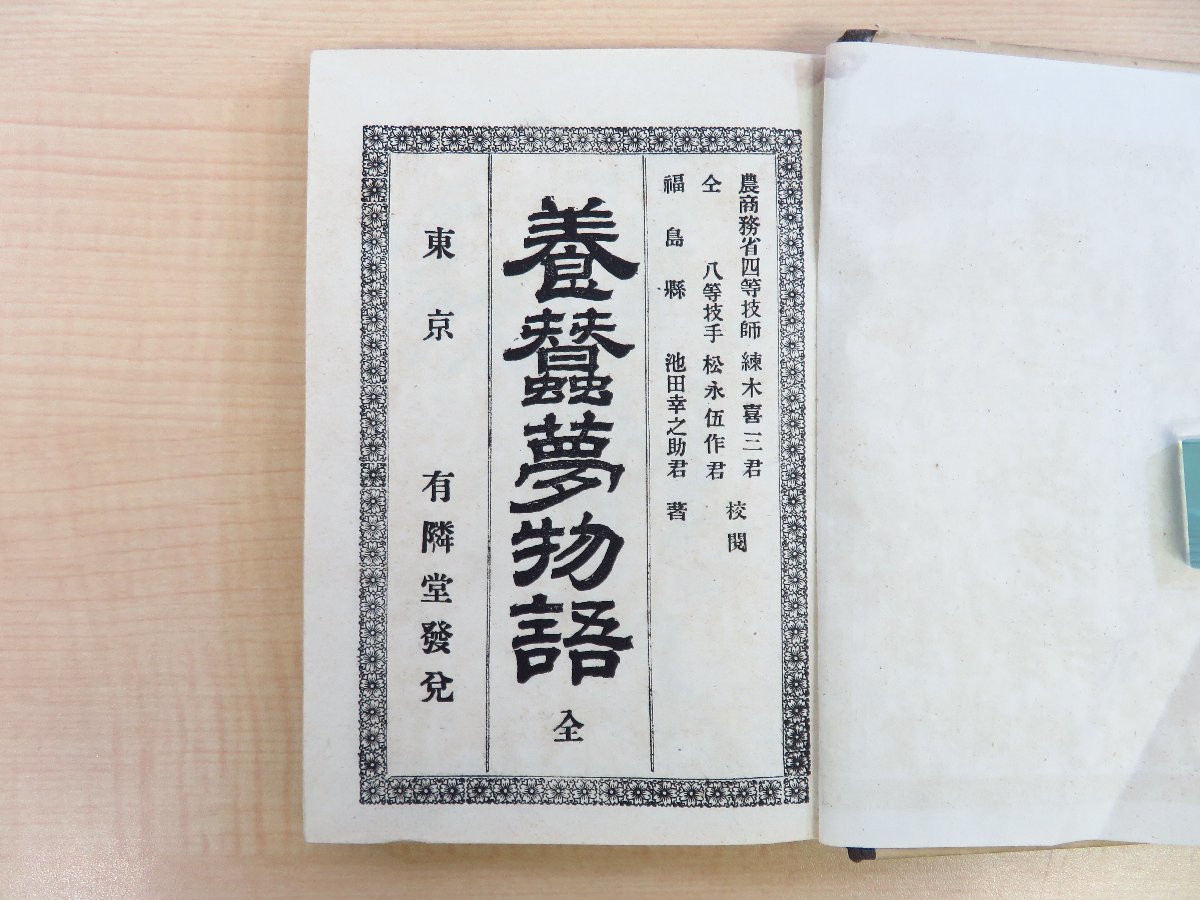 農商務省四等技師 練木喜三君
仝 八等技手 松永伍作君
校閲
福島縣 池田幸之助君 著
養蠶夢物語 全
東京 有隣堂發兌